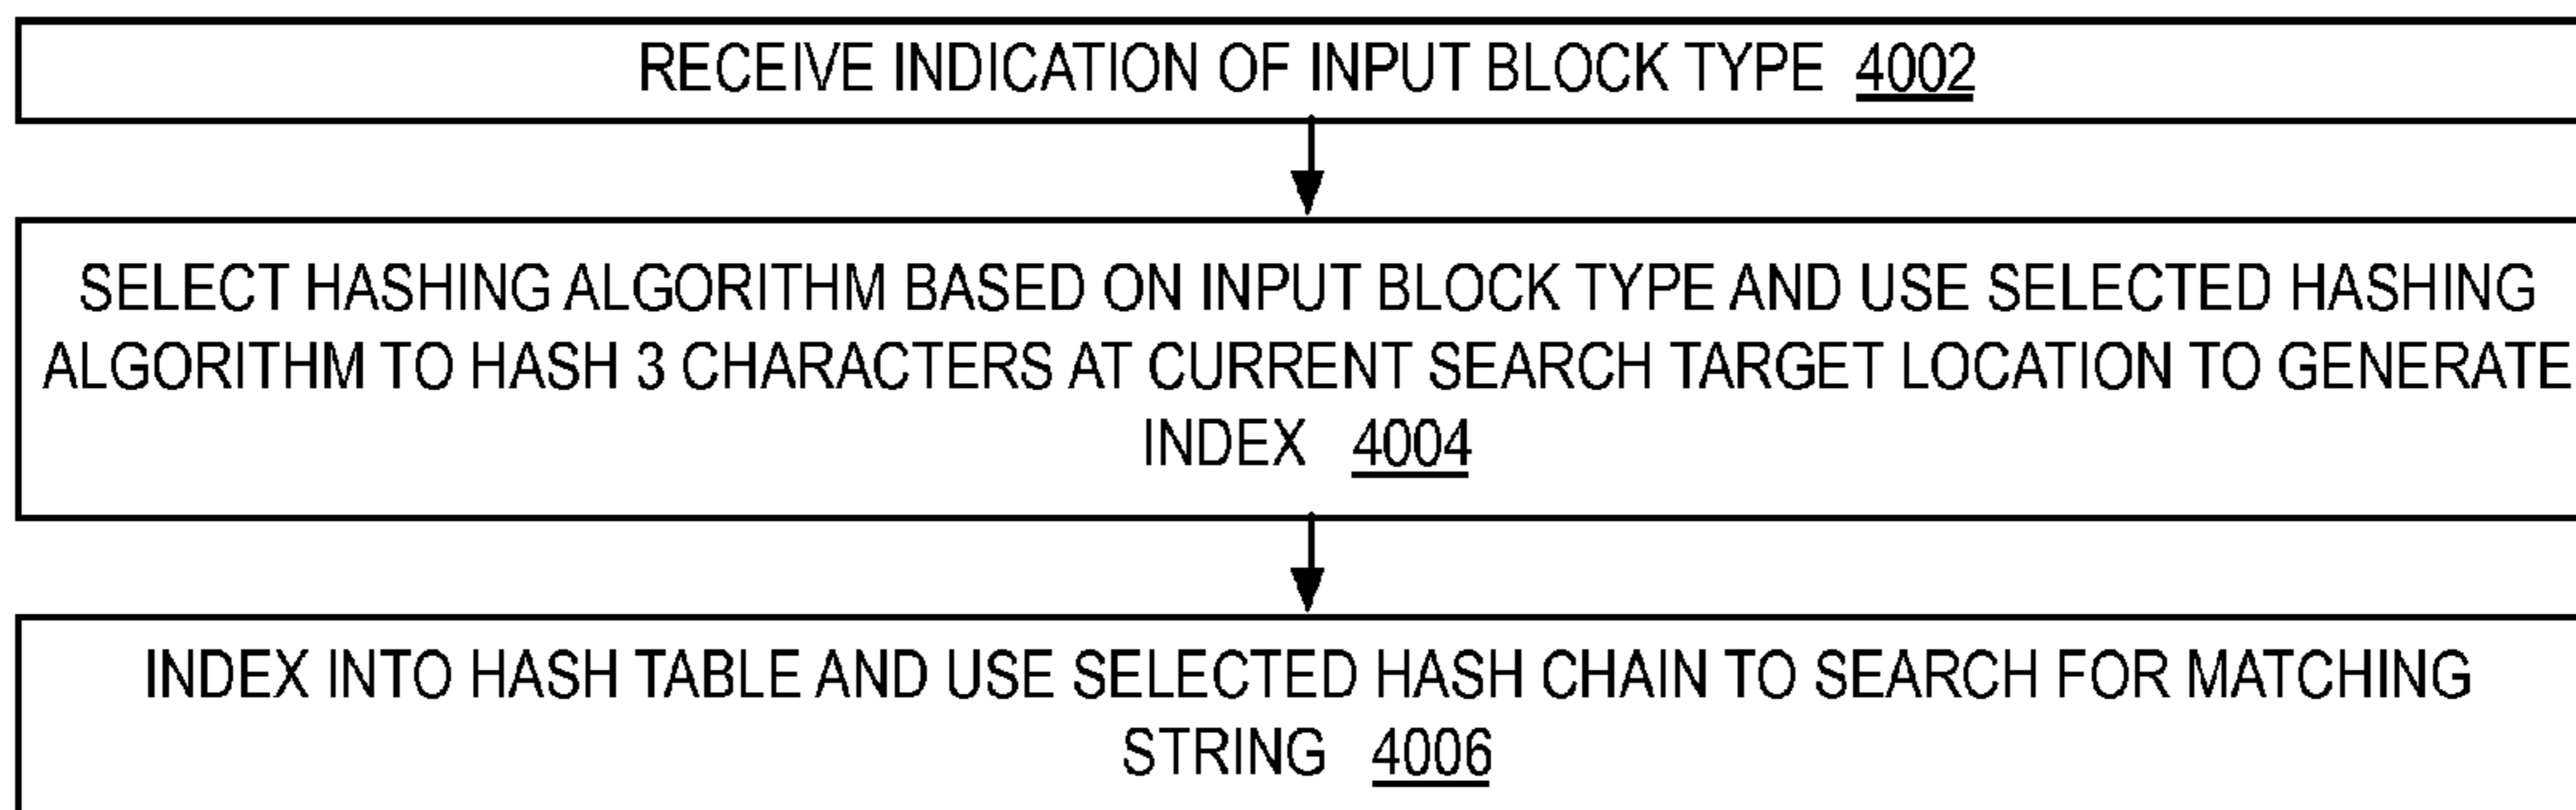 RECEIVE INDICATION OF INPUT BLOCK TYPE 4002
SELECT HASHING ALGORITHM BASED ON INPUT BLOCK TYPE AND USE SELECTED HASHING
ALGORITHM TO HASH 3 CHARACTERS AT CURRENT SEARCH TARGET LOCATION TO GENERATE
INDEX 4004
INDEX INTO HASH TABLE AND USE SELECTED HASH CHAIN TO SEARCH FOR MATCHING
STRING 4006